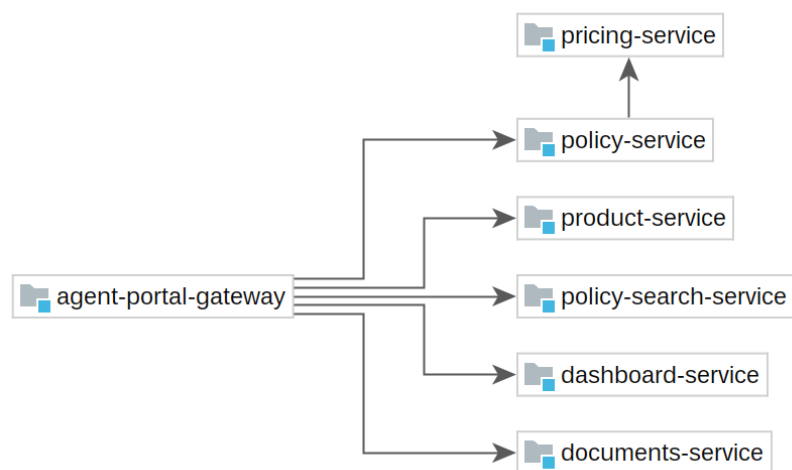 pricing-service
policy-service
product-service
agent-portal-gateway
policy-search-service
dashboard-service
documents-service